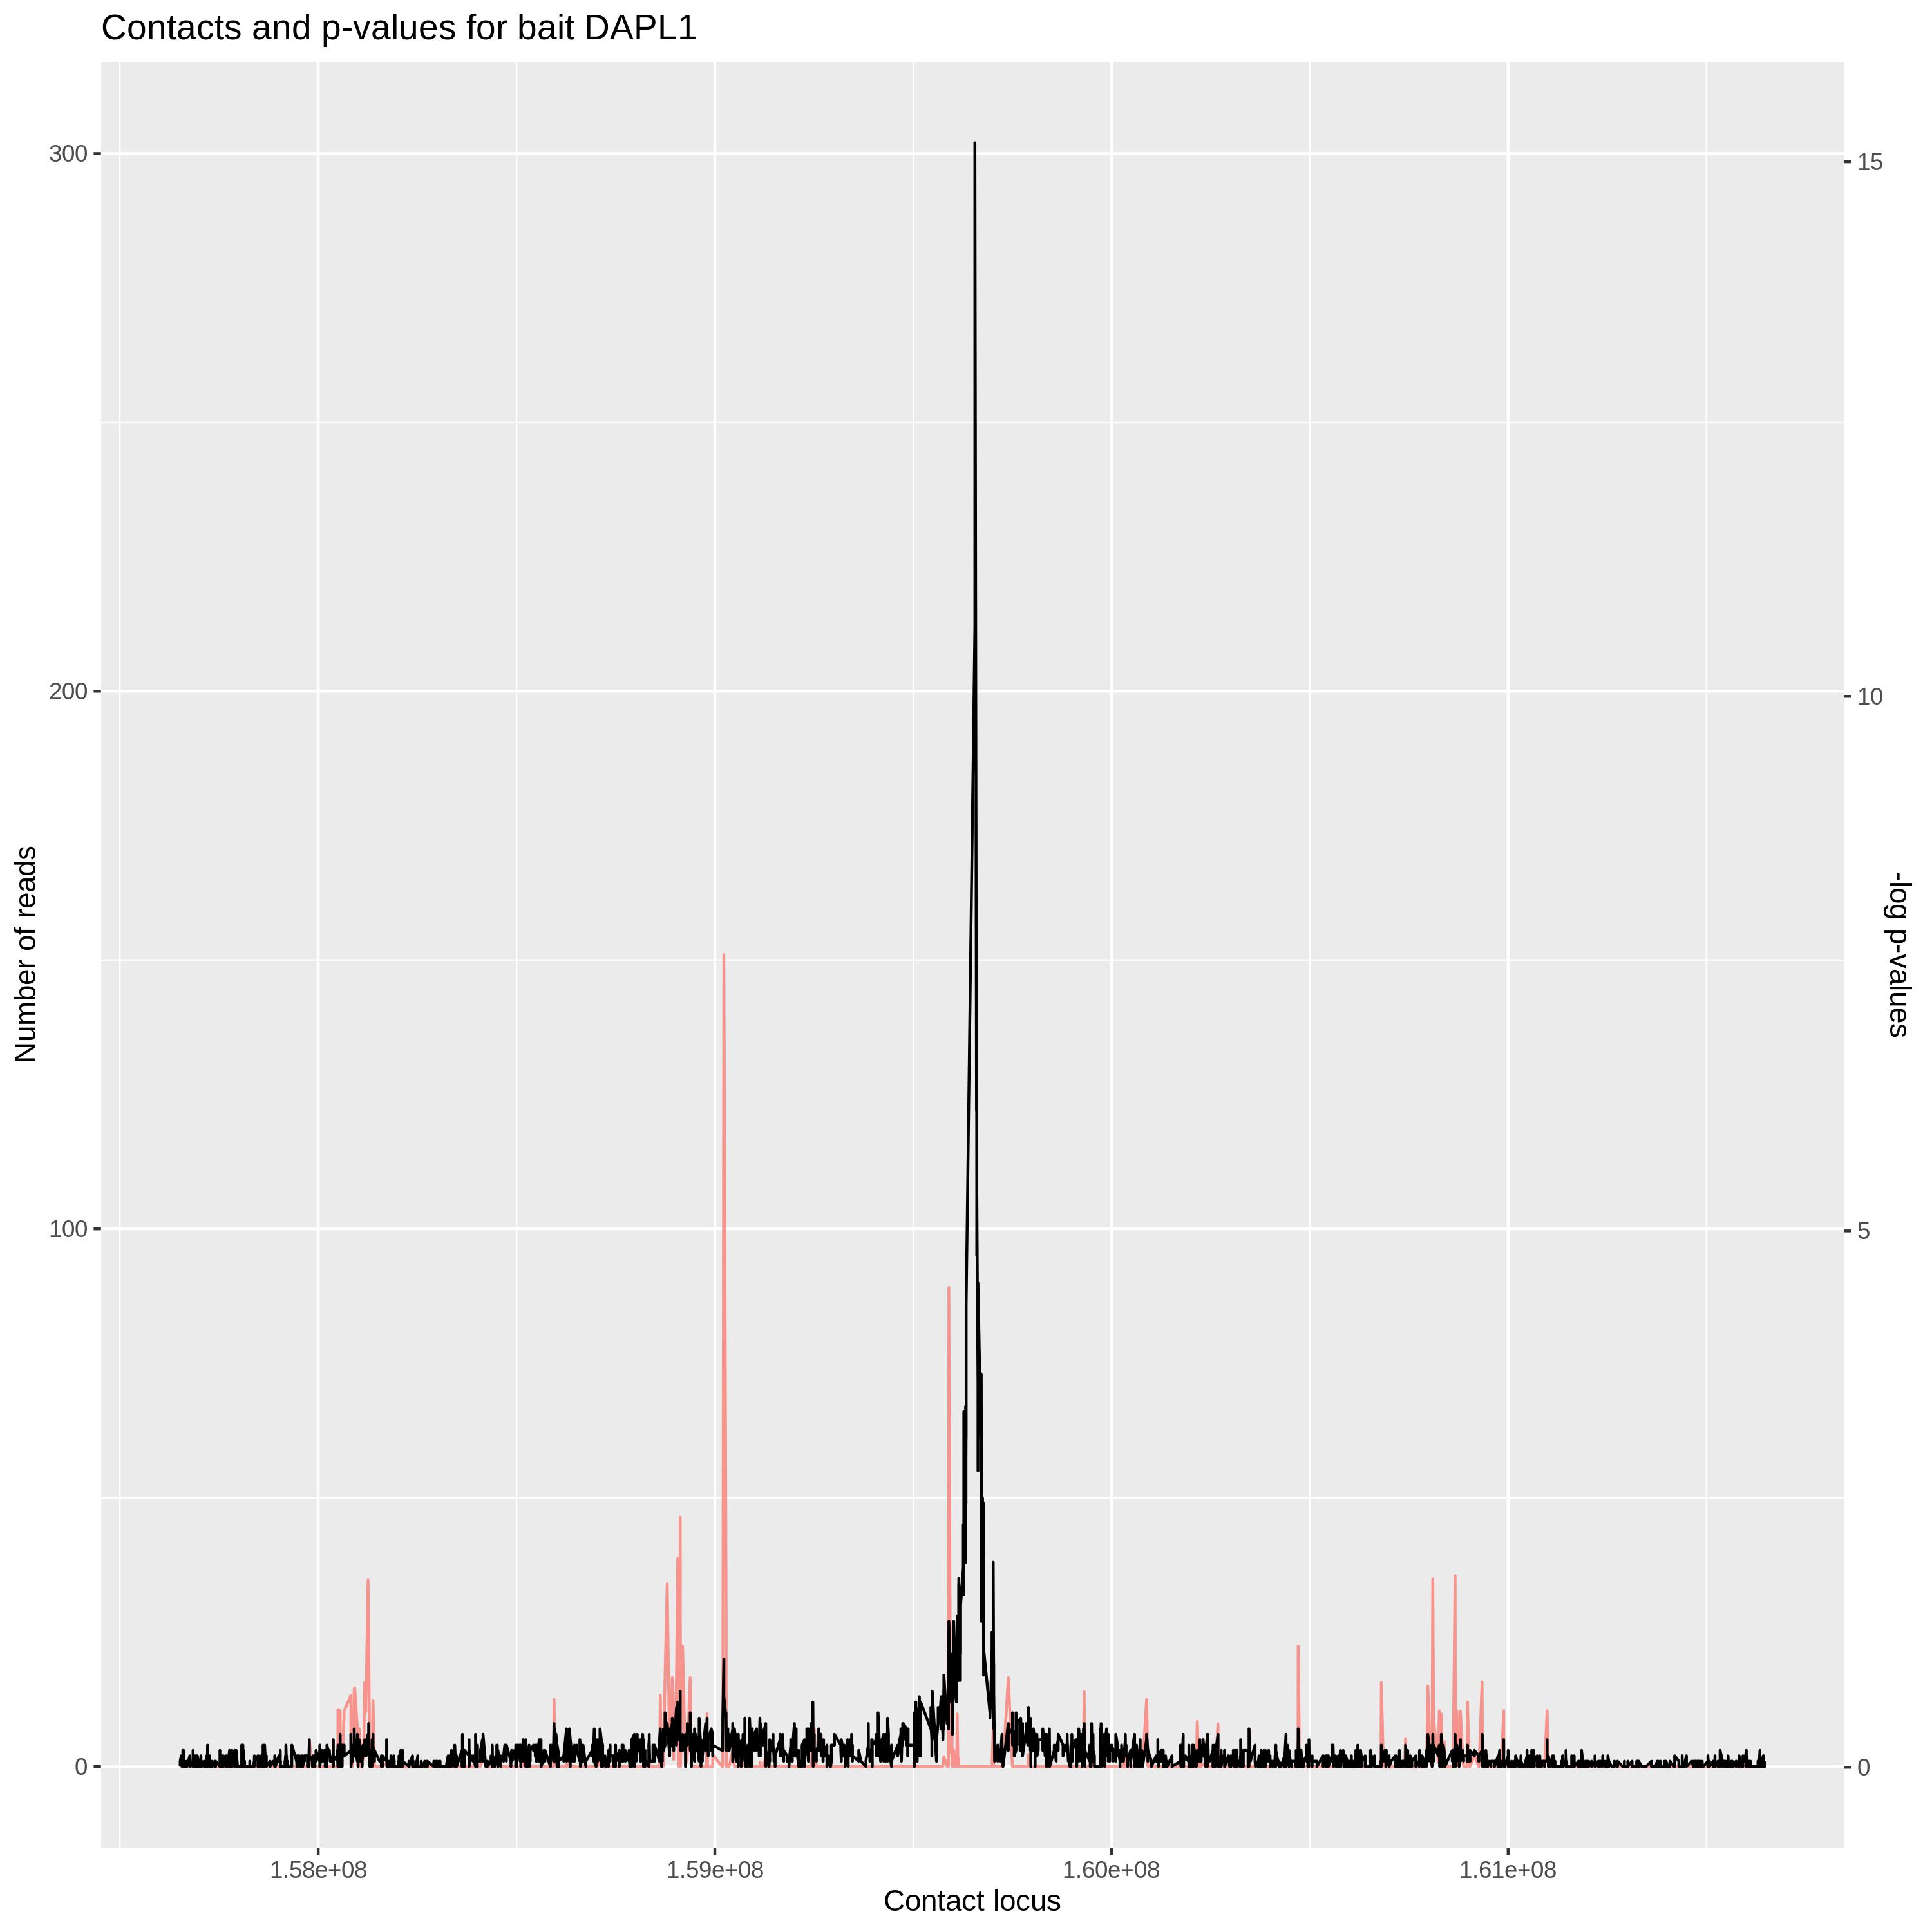 Contacts and p-values for bait DAPL1
300
200
100
0
Number of reads
15
10
5
0
-log p-values
1.58e+08 1.59e+08 1.60e+08 1.61e+08
Contact locus